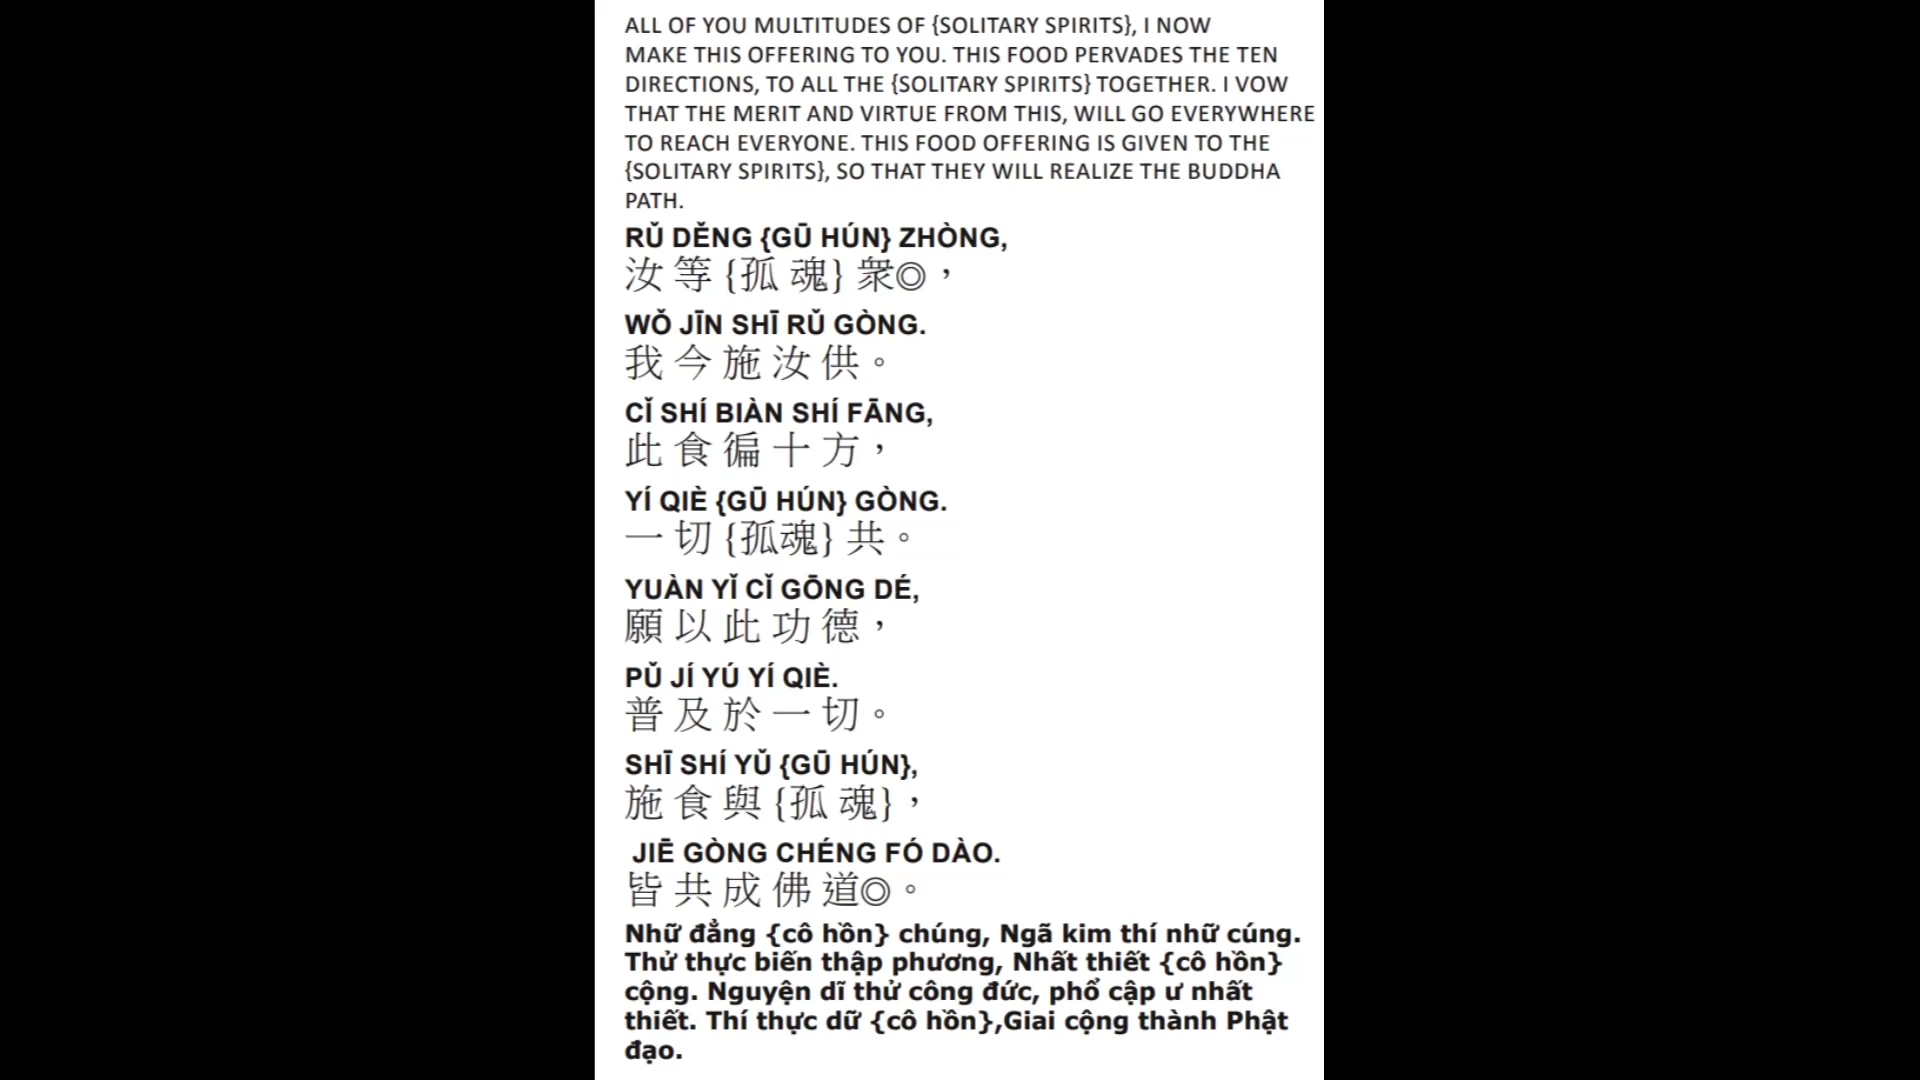 ALL OF YOU MULTITUDES OF {SOLITARY SPIRITS}, I NOW
MAKE THIS OFFERING TO YOU. THIS FOOD PERVADES THE TEN
DIRECTIONS, TO ALL THE {SOLITARY SPIRITS} TOGETHER. I VOW
THAT THE MERIT AND VIRTUE FROM THIS, WILL GO EVERYWHERE
TO REACH EVERYONE. THIS FOOD OFFERING IS GIVEN TO THE
{SOLITARY SPIRITS}, SO THAT THEY WILL REALIZE THE BUDDHA
PATH.
RǓ DĚNG {GŪ HÚN} ZHÒNG,
汝 等 {孤 魂} 衆◎，
WǑ JĪN SHĪ RǓ GÒNG.
我 今 施 汝 供。
CǏ SHÍ BIÀN SHÍ FĀNG,
此 食 徧 十 方，
YÍ QIÈ {GŪ HÚN} GÒNG.
一 切 {孤魂} 共。
YUÀN YǏ CǏ GŌNG DÉ,
願 以 此 功 德，
PǓ JÍ YÚ YÍ QIÈ.
普 及 於 一 切。
SHĪ SHÍ YǓ {GŪ HÚN},
施 食 與 {孤 魂}，
JIĒ GÒNG CHÉNG FÓ DÀO.
皆 共 成 佛 道◎。
Nhữ đẳng {cô hồn} chúng, Ngã kim thí nhữ cúng.
Thử thực biến thập phương, Nhất thiết {cô hồn}
cộng. Nguyện dĩ thử công đức, phổ cập ư nhất
thiết. Thí thực dữ {cô hồn},Giai cộng thành Phật
đạo.